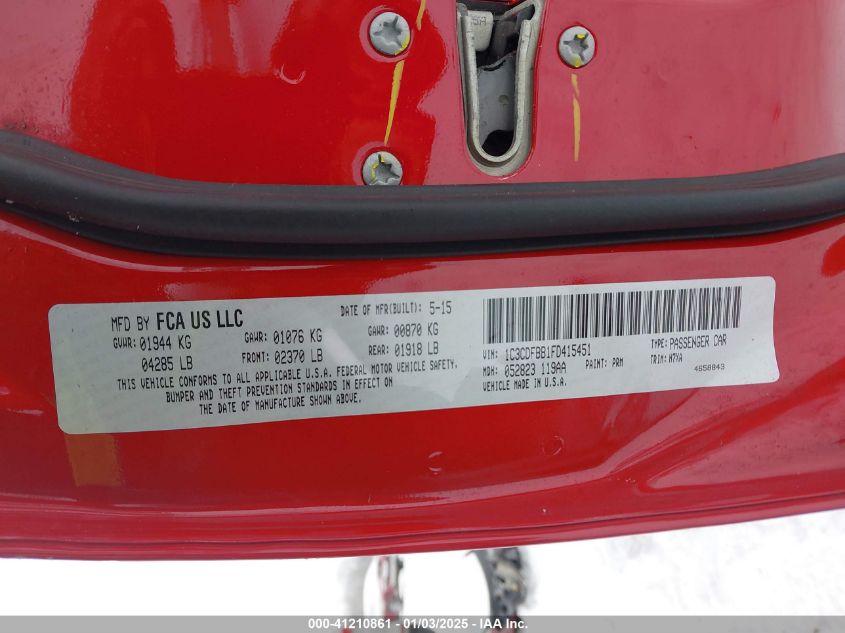 MFD BY FCA US LLC
DATE OF MFR(BUILT): 5-15
GVWR: 01944 KG
GAWR: 01076 KG
GAWR: 00870 KG
04285 LB
FRONT: 02370 LB
REAR: 01918 LB
THIS VEHICLE CONFORMS TO ALL APPLICABLE U.S.A. FEDERAL MOTOR VEHICLE SAFETY,
BUMPER AND THEFT PREVENTION STANDARDS IN EFFECT ON
THE DATE OF MANUFACTURE SHOWN ABOVE.
VIN: 1C3CDFBB1FD415451
TYPE: PASSENGER CAR
MDH: 052823 119AA
PAINT: PRM
TRIM: H7XA
VEHICLE MADE IN U.S.A.
4658843
000-41210861 - 01/03/2025 - IAA Inc.